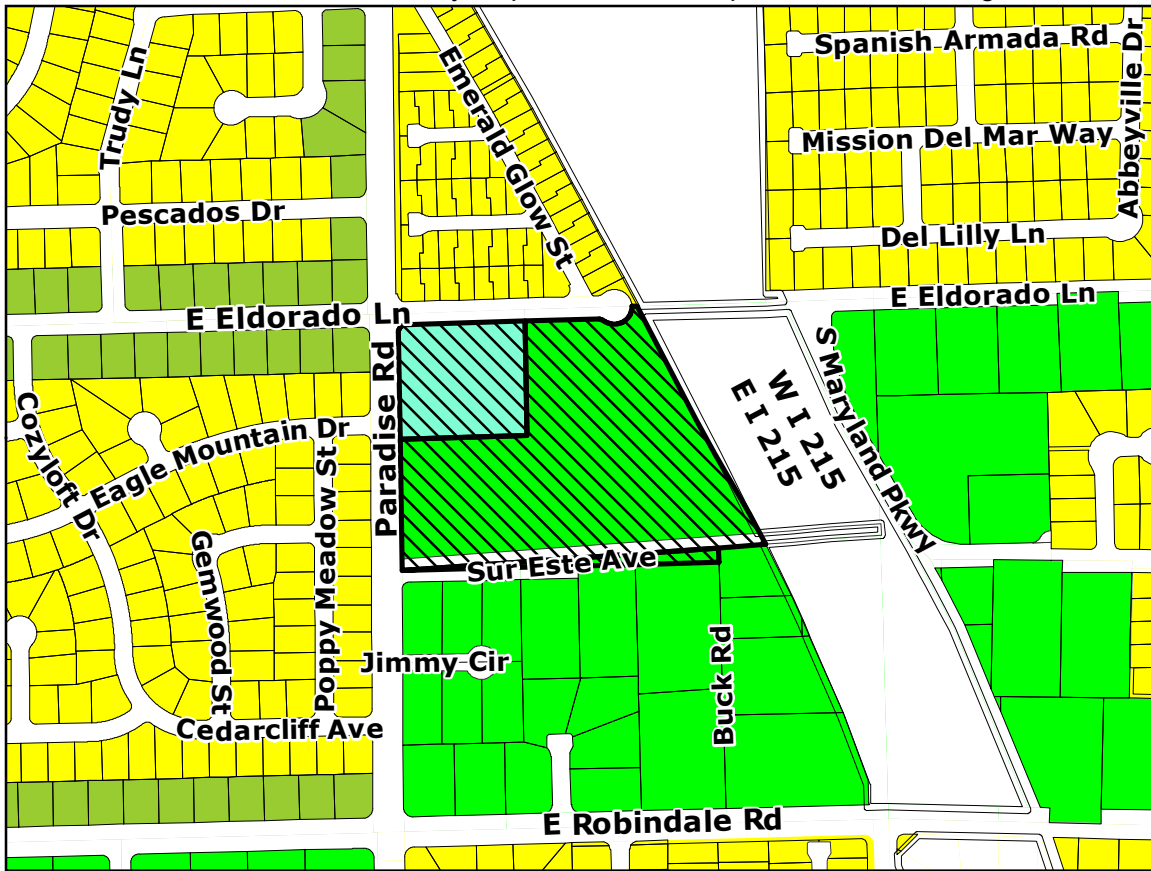 Spanish Armada Rd
Emerald Glow St
Trudy Ln
Abbeyville Dr
Mission Del Mar Way
Pescados Dr
Del Lilly Ln
E Eldorado Ln
E Eldorado Ln
S Maryland Pkwy
W I 215
E I 215
Paradise Rd
Cozyloft Dr
Eagle Mountain Dr
Poppy Meadow St
Gemwood St
Sur Este Ave
Jimmy Cir
Buck Rd
Cedarcliff Ave
E Robindale Rd